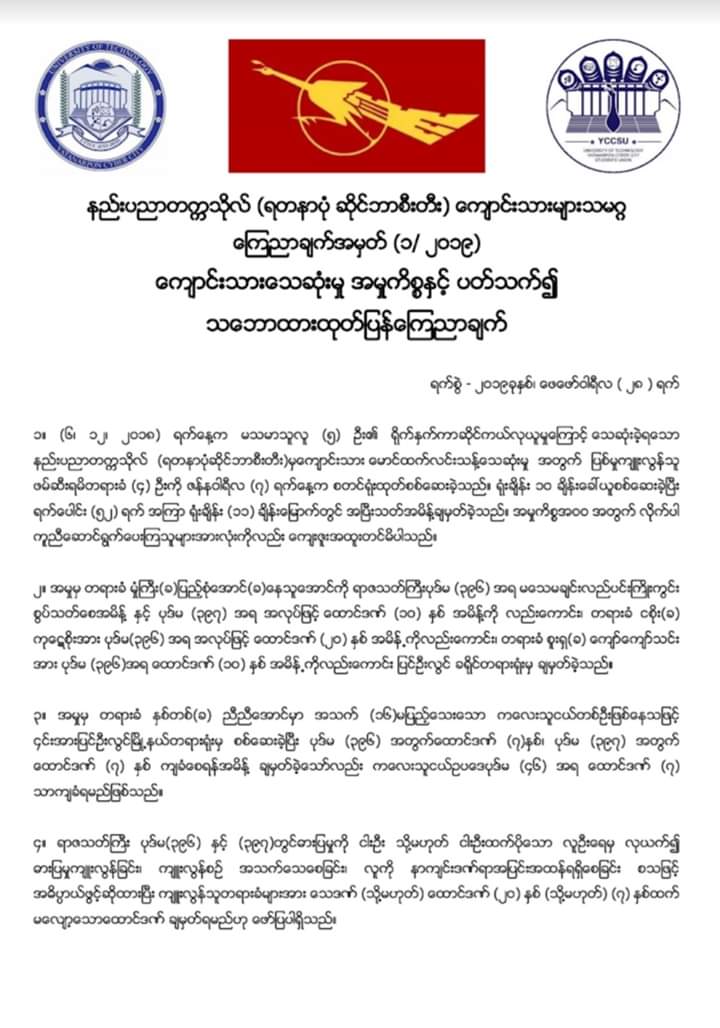 UNIVERSITY OF TECHNOLOGY
YATANARPON CYBER CITY
YCCSU
UNIVERSITY OF TECHNOLOGY
YATANARPON CYBER CITY
STUDENTS UNION
နည်းပညာတက္ကသိုလ် (ရတနာပုံ ဆိုင်ဘာစီးတီး) ကျောင်းသားများသမဂ္ဂ
ကြေညာချက်အမှတ် (၁/ ၂၀၁၉)
ကျောင်းသားသေဆုံးမှု အမှုကိစ္စနှင့် ပတ်သက်၍
သဘောထားထုတ်ပြန်ကြေညာချက်
ရက်စွဲ - ၂၀၁၉ခုနှစ်၊ ဖေဖော်ဝါရီလ ( ၂၈ ) ရက်
၁။ (၆၊ ၁၂၊ ၂၀၁၈) ရက်နေ့က မသမာသူလူ (၅) ဦး၏ ရိုက်နှက်ကာဆိုင်ကယ်လုယူမှုကြောင့် သေဆုံးခဲ့ရသော
နည်းပညာတက္ကသိုလ် (ရတနာပုံဆိုင်ဘာစီးတီး)မှကျောင်းသား မောင်ထက်လင်းသန့်သေဆုံးမှု အတွက် ပြစ်မှုကျူးလွန်သူ
ဖမ်းဆီးရမိတရားခံ (၄) ဦးကို ဇန်နဝါရီလ (၇) ရက်နေ့က စတင်ရုံးထုတ်စစ်ဆေးခဲ့သည်။ ရုံးချိန်း ၁၀ ချိန်းခေါ်ယူစစ်ဆေးခဲ့ပြီး
ရက်ပေါင်း (၅၂) ရက် အကြာ ရုံးချိန်း (၁၁) ချိန်းမြောက်တွင် အပြီးသတ်အမိန့်ချမှတ်ခဲ့သည်။ အမှုကိစ္စအဝဝ အတွက် လိုက်ပါ
ကူညီဆောင်ရွက်ပေးကြသူများအားလုံးကိုလည်း ကျေးဇူးအထူးတင်မိပါသည်။
၂။ အမှုမှ တရားခံ မှုံကြီး(ခ)ပြည့်စုံအောင်(ခ)နေသူအောင်ကို ရာဇသတ်ကြီးပုဒ်မ (၃၉၆) အရ မသေမချင်းလည်ပင်းကြိုးကွင်း
စွပ်သတ်စေအမိန့် နှင့် ပုဒ်မ (၃၉၇) အရ အလုပ်ဖြင့် ထောင်ဒဏ် (၁၀) နှစ် အမိန့်ကို လည်းကောင်း၊ တရားခံ ငစိုး(ခ)
ကုဋေစိုးအား ပုဒ်မ(၃၉၆) အရ အလုပ်ဖြင့် ထောင်ဒဏ် (၂၀) နှစ် အမိန့်ကိုလည်းကောင်း၊ တရားခံ စူးရှ(ခ) ကျော်ကျော်သင်း
အား ပုဒ်မ (၃၉၆)အရ ထောင်ဒဏ် (၁၀) နှစ် အမိန့်ကိုလည်းကောင်း ပြင်ဦးလွင် ခရိုင်တရားရုံးမှ ချမှတ်ခဲ့သည်။
၃။ အမှုမှ တရားခံ နှစ်တစ်(ခ) ညီညီအောင်မှာ အသက် (၁၆)မပြည့်သေးသော ကလေးသူငယ်တစ်ဦးဖြစ်နေသဖြင့်
၄င်းအားပြင်ဦးလွင်မြို့နယ်တရားရုံးမှ စစ်ဆေးခဲ့ပြီး ပုဒ်မ (၃၉၆) အတွက်ထောင်ဒဏ် (၇)နှစ်၊ ပုဒ်မ (၃၉၇) အတွက်
ထောင်ဒဏ် (၇) နှစ် ကျခံစေရန်အမိန့် ချမှတ်ခဲ့သော်လည်း ကလေးသူငယ်ဥပဒေပုဒ်မ (၄၆) အရ ထောင်ဒဏ် (၇)
သာကျခံရမည်ဖြစ်သည်။
၄။ ရာဇသတ်ကြီး ပုဒ်မ(၃၉၆) နှင့် (၃၉၇)တွင်ဓားပြမှုကို ငါးဦး သို့မဟုတ် ငါးဦးထက်ပိုသော လူဦးရေမှ လုယက်၍
ဓားပြမှုကျူးလွန်ခြင်း၊ ကျူးလွန်စဉ် အသက်သေစေခြင်း၊ လူကို နာကျင်းဒဏ်ရာအပြင်းအထန်ရရှိစေခြင်း စသဖြင့်
အဓိပ္ပာယ်ဖွင့်ဆိုထားပြီး ကျူးလွန်သူတရားခံများအား သေဒဏ် (သို့မဟုတ်) ထောင်ဒဏ် (၂၀) နှစ် (သို့မဟုတ်) (၇) နှစ်ထက်
မလျော့သောထောင်ဒဏ် ချမှတ်ရမည်ဟု ဖော်ပြပါရှိသည်။